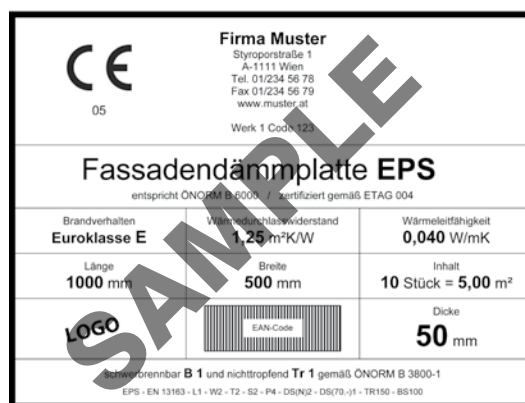 CE
05
Firma Muster
Styroporstraße 1
A-1111 Wien
Tel. 01/234 56 78
Fax 01/234 56 79
www.muster.at
Werk 1 Code 123
Fassadendämmplatte EPS
entspricht ÖNORM B 6000 / zertifiziert gemäß ETAG 004
Brandverhalten
Euroklasse E
Wärmedurchlasswiderstand
1,25 m²K/W
Wärmeleitfähigkeit
0,040 W/mK
Länge
1000 mm
Breite
500 mm
Inhalt
10 Stück = 5,00 m²
LOGO
EAN-Code
Dicke
50 mm
schwerbrennbar B 1 und nichttropfend Tr 1 gemäß ÖNORM B 3800-1
EPS - EN 13163 - L1 - W2 - T2 - S2 - P4 - DS(N)2 - DS(70,-)1 - TR150 - BS100
SAMPLE